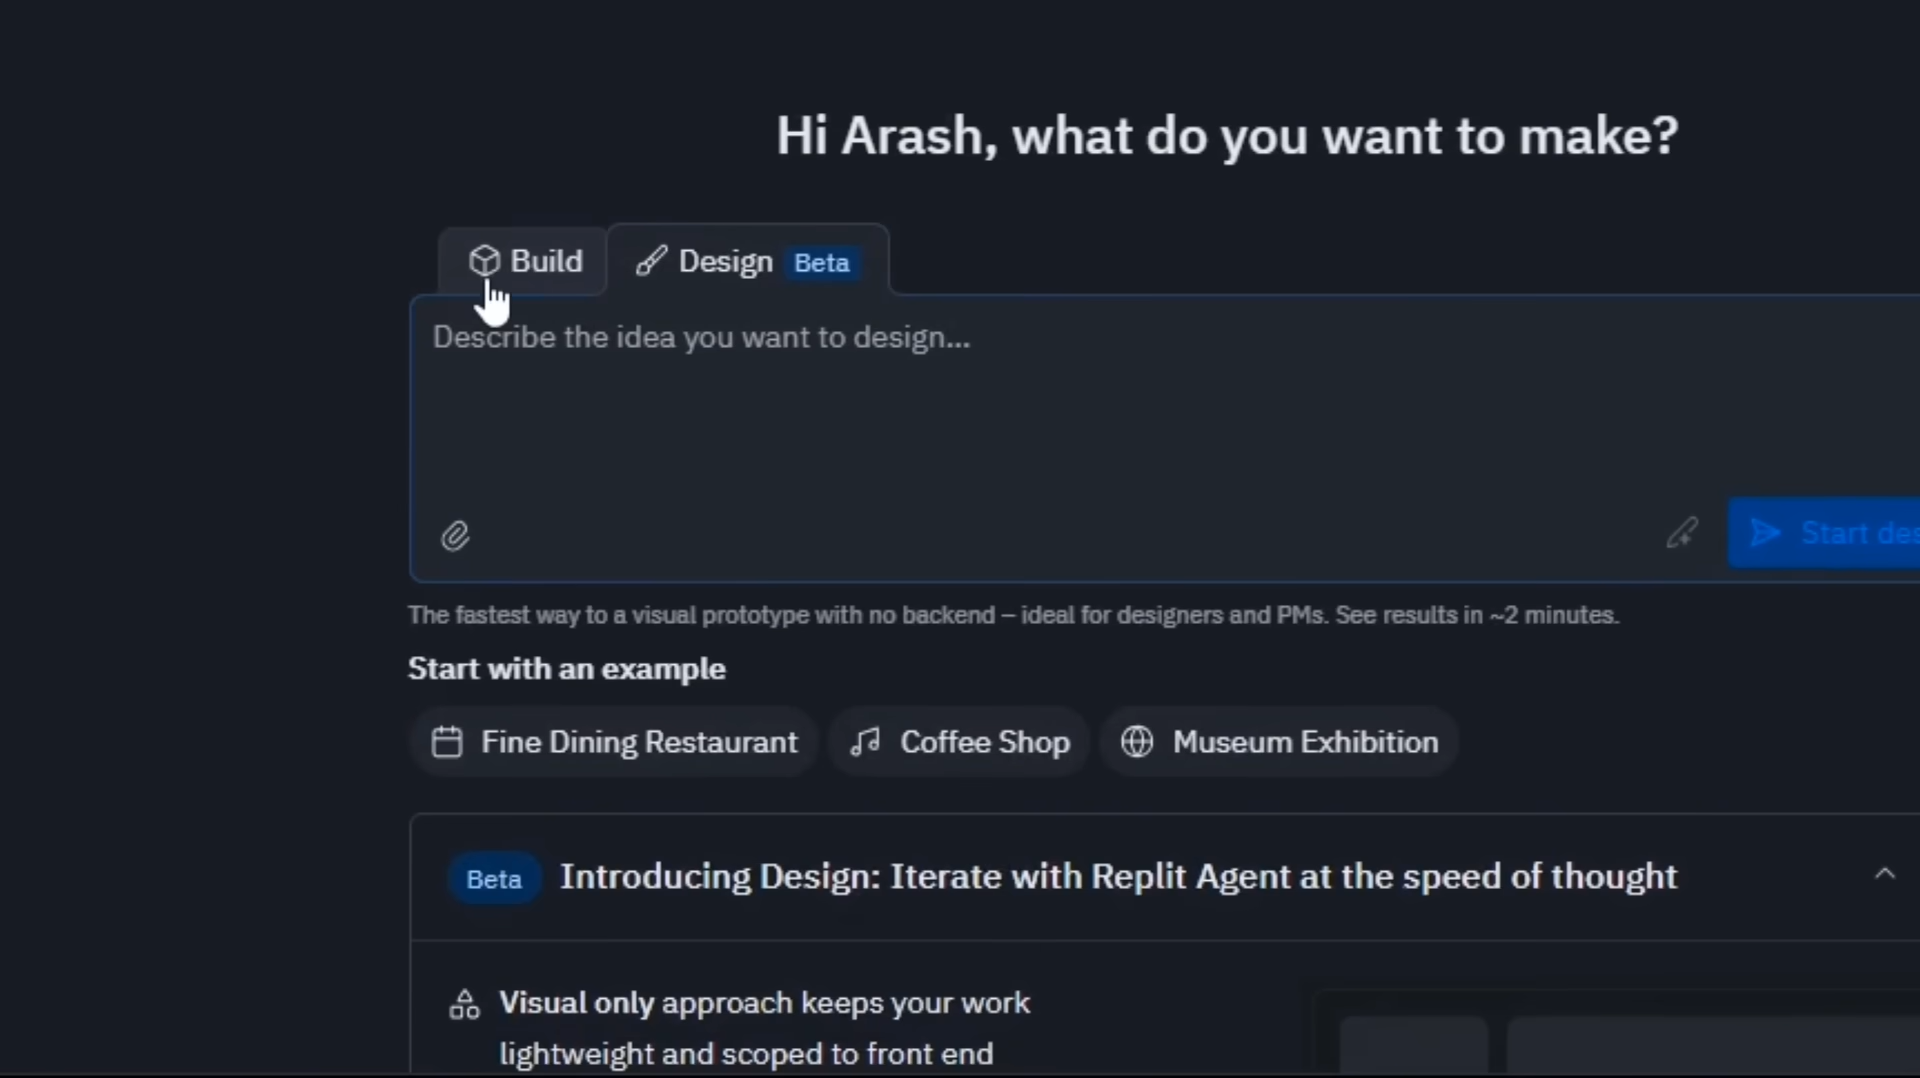 Hi Arash, what do you want to make?
Build
Design Beta
Describe the idea you want to design...
Start
The fastest way to a visual prototype with no backend – ideal for designers and PMs. See results in ~2 minutes.
Start with an example
Fine Dining Restaurant
Coffee Shop
Museum Exhibition
Beta Introducing Design: Iterate with Replit Agent at the speed of thought
Visual only approach keeps your work
lightweight and scoped to front end